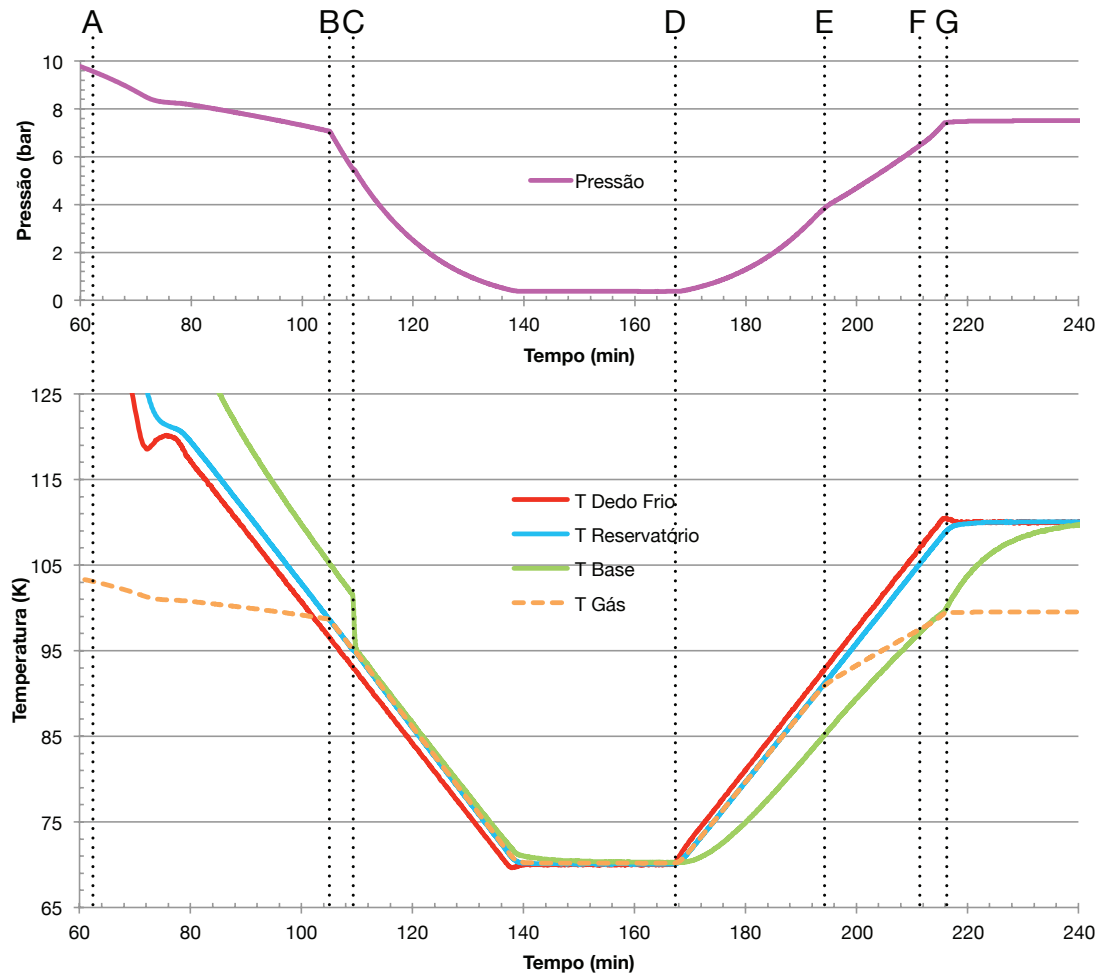 A B C D E F G
10
8
6
4
2
0
Pressão (bar)
Pressão
60 80 100 120 140 160 180 200 220 240
Tempo (min)
125
115
105
95
85
75
65
Temperatura (K)
T Dedo Frio
T Reservatório
T Base
T Gás
60 80 100 120 140 160 180 200 220 240
Tempo (min)